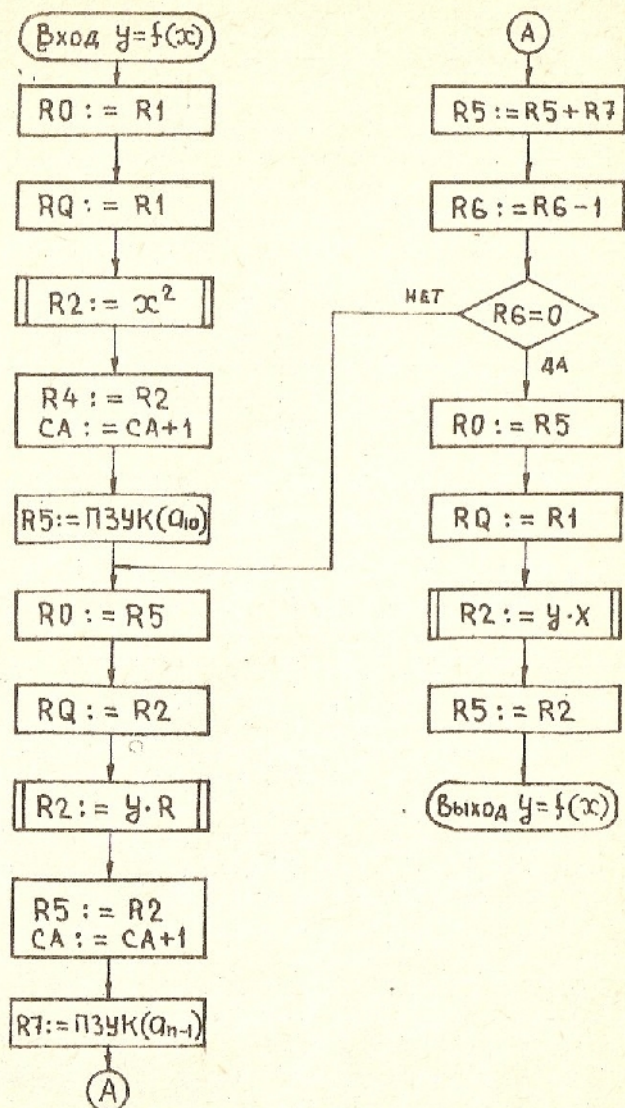 Вход y=f(x)
R0:=R1
RQ:=R1
R2:=x²
R4:=R2
CA:=CA+1
R5:=ПЗУК(a₁₀)
R0:=R5
RQ:=R2
R2:=y·R
R5:=R2
CA:=CA+1
R7:=ПЗУК(aₙ₋₁)
A
A
R5:=R5+R7
R6:=R6-1
R6=0
НЕТ
ДА
R0:=R5
RQ:=R1
R2:=y·X
R5:=R2
Выход y=f(x)